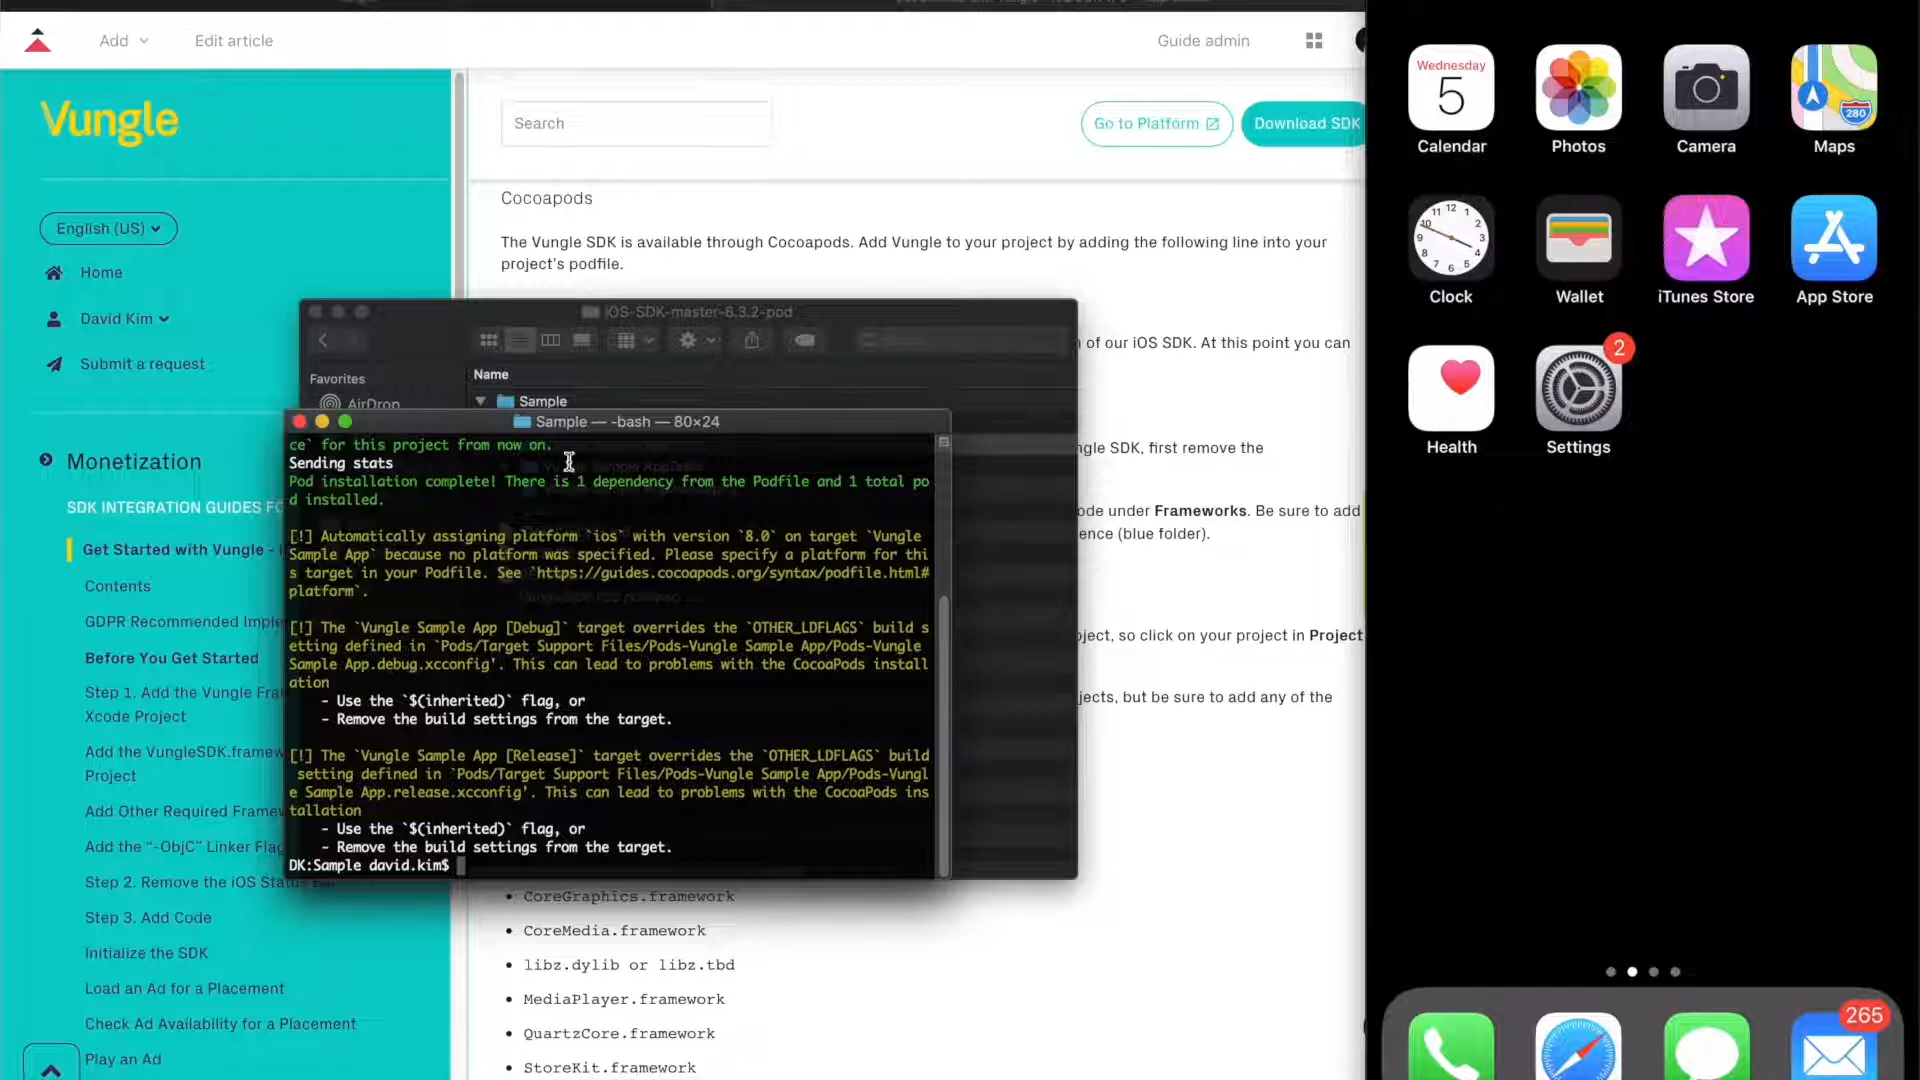 Add
Edit article
Guide admin
Vungle
Search
Go to Platform
Download SDK
English (US)
Home
David Kim
Submit a request
Monetization
SDK INTEGRATION GUIDES FO
Get Started with Vungle -
Contents
GDPR Recommended Imple
Before You Get Started
Step 1. Add the Vungle Fra
Xcode Project
Add the VungleSDK.framew
Project
Add Other Required Framew
Add the “-ObjC” Linker Flag
Step 2. Remove the iOS Statu
Step 3. Add Code
Initialize the SDK
Load an Ad for a Placement
Check Ad Availability for a Placement
Play an Ad
Cocoapods
The Vungle SDK is available through Cocoapods. Add Vungle to your project by adding the following line into your
project's podfile.
of our iOS SDK. At this point you can
ngle SDK, first remove the
ode under Frameworks. Be sure to add
ence (blue folder).
oject, so click on your project in Project
jects, but be sure to add any of the
CoreGraphics.framework
CoreMedia.framework
libz.dylib or libz.tbd
MediaPlayer.framework
QuartzCore.framework
StoreKit.framework
iOS-SDK-master-6.3.2-pod
Favorites
AirDrop
Name
Sample
Sample — -bash — 80×24
ce` for this project from now on.
Sending stats
Pod installation complete! There is 1 dependency from the Podfile and 1 total po
d installed.
[!] Automatically assigning platform `ios` with version `8.0` on target `Vungle
Sample App` because no platform was specified. Please specify a platform for thi
s target in your Podfile. See `https://guides.cocoapods.org/syntax/podfile.html#
platform`.
[!] The `Vungle Sample App [Debug]` target overrides the `OTHER_LDFLAGS` build s
etting defined in `Pods/Target Support Files/Pods-Vungle Sample App/Pods-Vungle
Sample App.debug.xcconfig'. This can lead to problems with the CocoaPods install
ation
- Use the `$(inherited)` flag, or
- Remove the build settings from the target.
[!] The `Vungle Sample App [Release]` target overrides the `OTHER_LDFLAGS` build
setting defined in `Pods/Target Support Files/Pods-Vungle Sample App/Pods-Vungl
e Sample App.release.xcconfig'. This can lead to problems with the CocoaPods ins
tallation
- Use the `$(inherited)` flag, or
- Remove the build settings from the target.
DK:Sample david.kim$
Wednesday
5
Calendar
Photos
Camera
280
Maps
12
1
2
3
4
5
6
7
8
9
10
11
Clock
Wallet
iTunes Store
App Store
Health
2
Settings
265